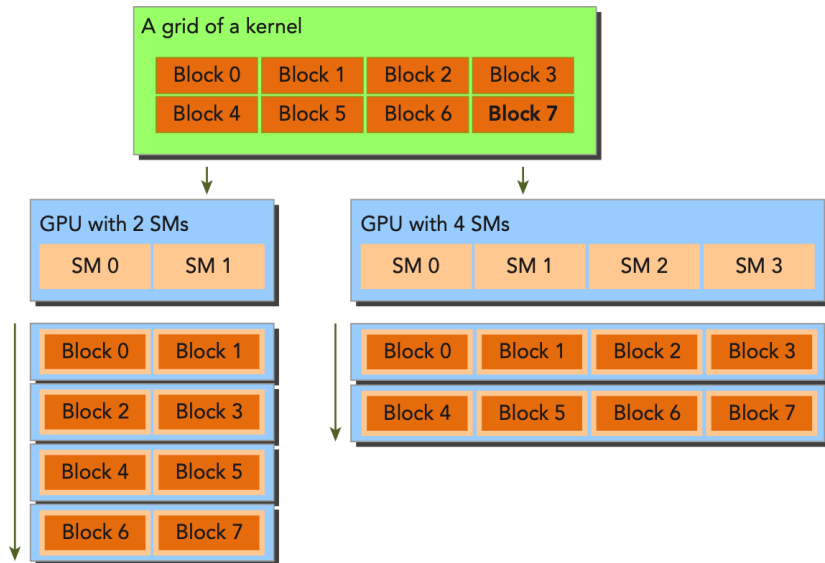 A grid of a kernel
Block 0 Block 1 Block 2 Block 3
Block 4 Block 5 Block 6 Block 7
GPU with 2 SMs
SM 0 SM 1
Block 0 Block 1
Block 2 Block 3
Block 4 Block 5
Block 6 Block 7
GPU with 4 SMs
SM 0 SM 1 SM 2 SM 3
Block 0 Block 1 Block 2 Block 3
Block 4 Block 5 Block 6 Block 7